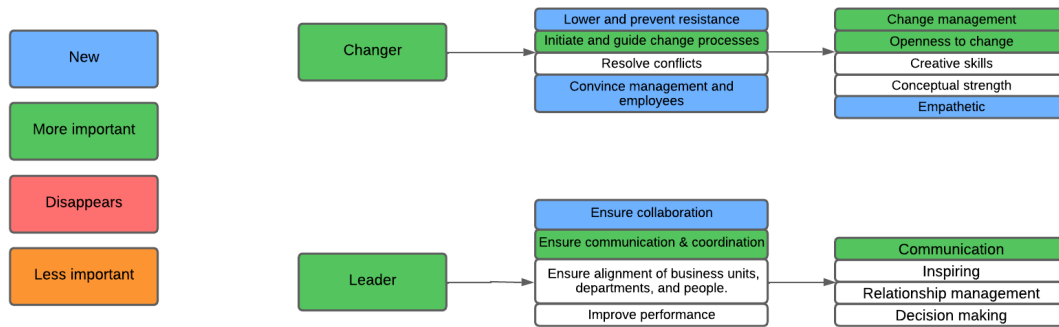 New
More important
Disappears
Less important
Changer
Lower and prevent resistance
Initiate and guide change processes
Resolve conflicts
Convince management and
employees
Change management
Openness to change
Creative skills
Conceptual strength
Empathetic
Leader
Ensure collaboration
Ensure communication & coordination
Ensure alignment of business units,
departments, and people.
Improve performance
Communication
Inspiring
Relationship management
Decision making